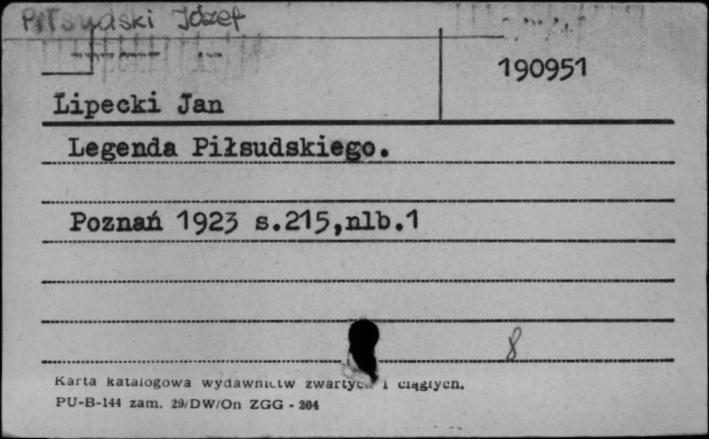 Piłsudski Józef
190951
Lipecki Jan
Legenda Piłsudskiego.
Poznań 1923 s.215,nlb.1
8
Karta katalogowa wydawnictw zwartych i ciągłych.
PU-B-144 zam. 29/DW/On ZGG - 204